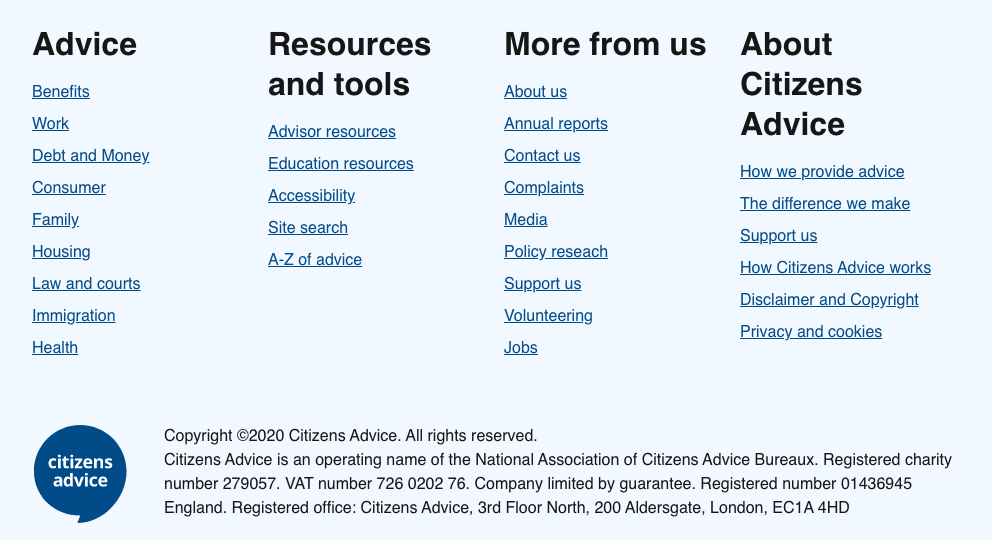 Advice
Benefits
Work
Debt and Money
Consumer
Family
Housing
Law and courts
Immigration
Health
Resources
and tools
Advisor resources
Education resources
Accessibility
Site search
A-Z of advice
More from us
About us
Annual reports
Contact us
Complaints
Media
Policy reseach
Support us
Volunteering
Jobs
About
Citizens
Advice
How we provide advice
The difference we make
Support us
How Citizens Advice works
Disclaimer and Copyright
Privacy and cookies
citizens
advice
Copyright ©2020 Citizens Advice. All rights reserved.
Citizens Advice is an operating name of the National Association of Citizens Advice Bureaux. Registered charity
number 279057. VAT number 726 0202 76. Company limited by guarantee. Registered number 01436945
England. Registered office: Citizens Advice, 3rd Floor North, 200 Aldersgate, London, EC1A 4HD